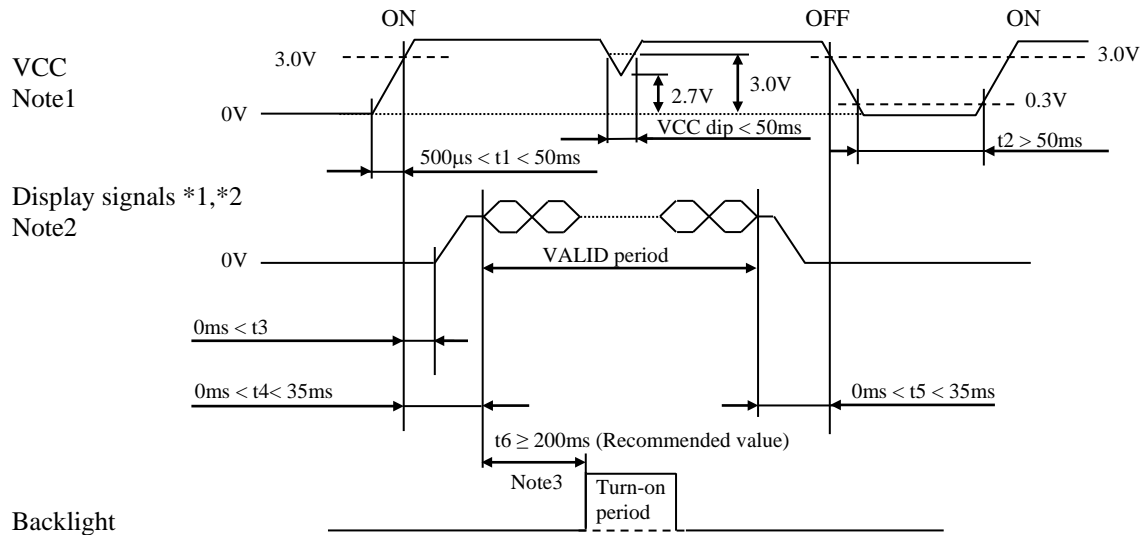 ON
OFF
ON
VCC
Note1
3.0V
3.0V
2.7V
3.0V
0.3V
0V
VCC dip < 50ms
t2 > 50ms
500µs < t1 < 50ms
Display signals *1,*2
Note2
0V
VALID period
0ms < t3
0ms < t4< 35ms
0ms < t5 < 35ms
t6 ≥ 200ms (Recommended value)
Note3
Turn-on
period
Backlight